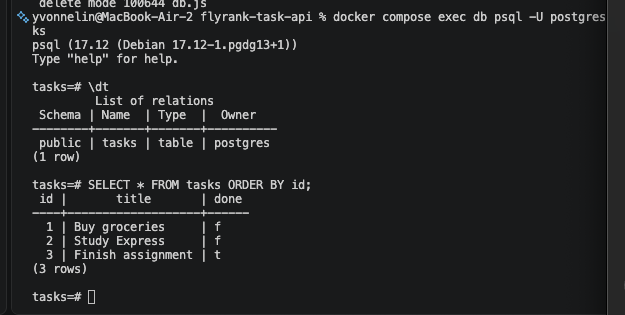 delete mode 100644 db.js
yvonnelin@MacBook-Air-2 flyrank-task-api % docker compose exec db psql -U postgres
ks
psql (17.12 (Debian 17.12-1.pgdg13+1))
Type "help" for help.

tasks=# \dt
         List of relations
 Schema | Name  | Type  |  Owner
--------+-------+-------+----------
 public | tasks | table | postgres
(1 row)

tasks=# SELECT * FROM tasks ORDER BY id;
 id |       title       | done
----+-------------------+------
  1 | Buy groceries     | f
  2 | Study Express     | f
  3 | Finish assignment | t
(3 rows)

tasks=#